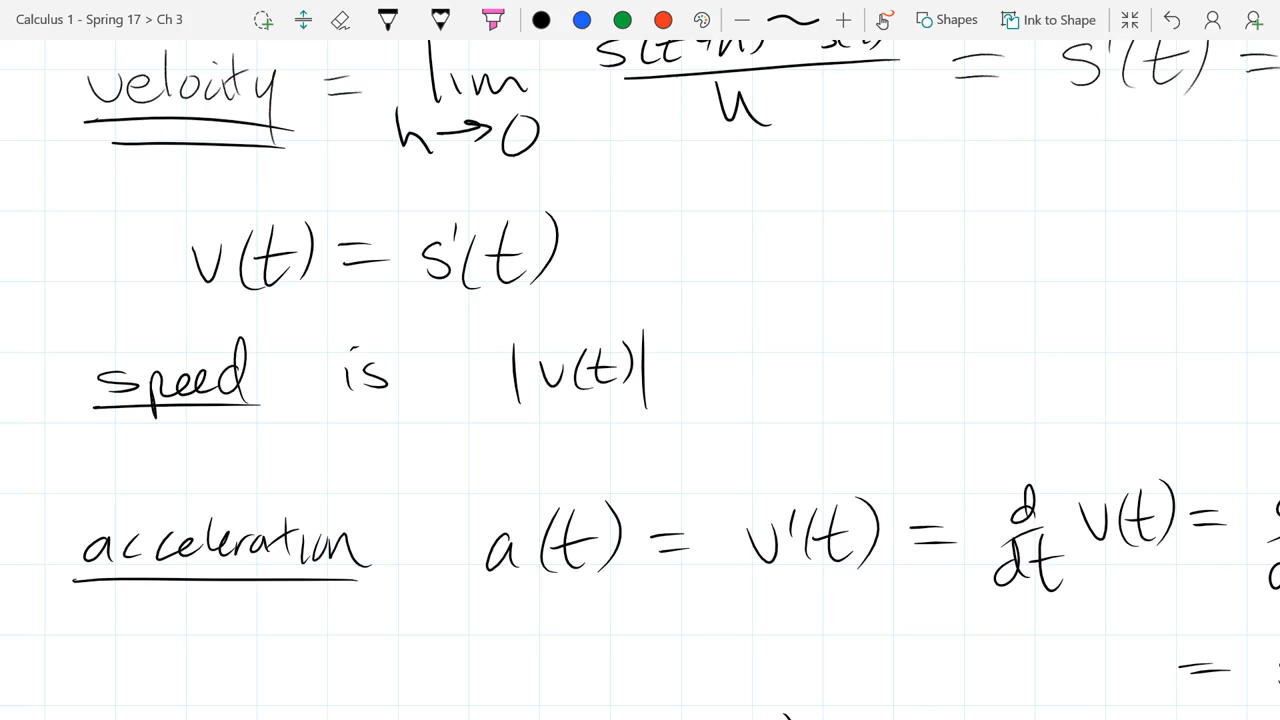 Calculus 1 - Spring 17 > Ch 3 Shapes Ink to Shape
velocity = lim h→0 s(t+h) - s(t) / h = s'(t) =
v(t) = s'(t)
speed is |v(t)|
acceleration a(t) = v'(t) = d/dt v(t) =
=